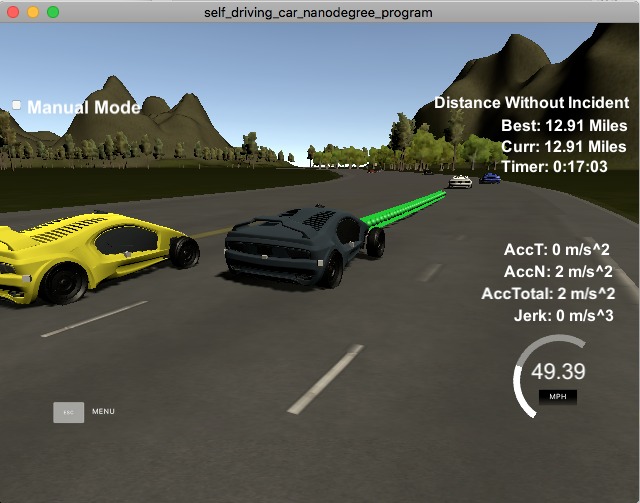 self_driving_car_nanodegree_program
Manual Mode
Distance Without Incident
Best: 12.91 Miles
Curr: 12.91 Miles
Timer: 0:17:03
AccT: 0 m/s^2
AccN: 2 m/s^2
AccTotal: 2 m/s^2
Jerk: 0 m/s^3
49.39
MPH
ESC MENU